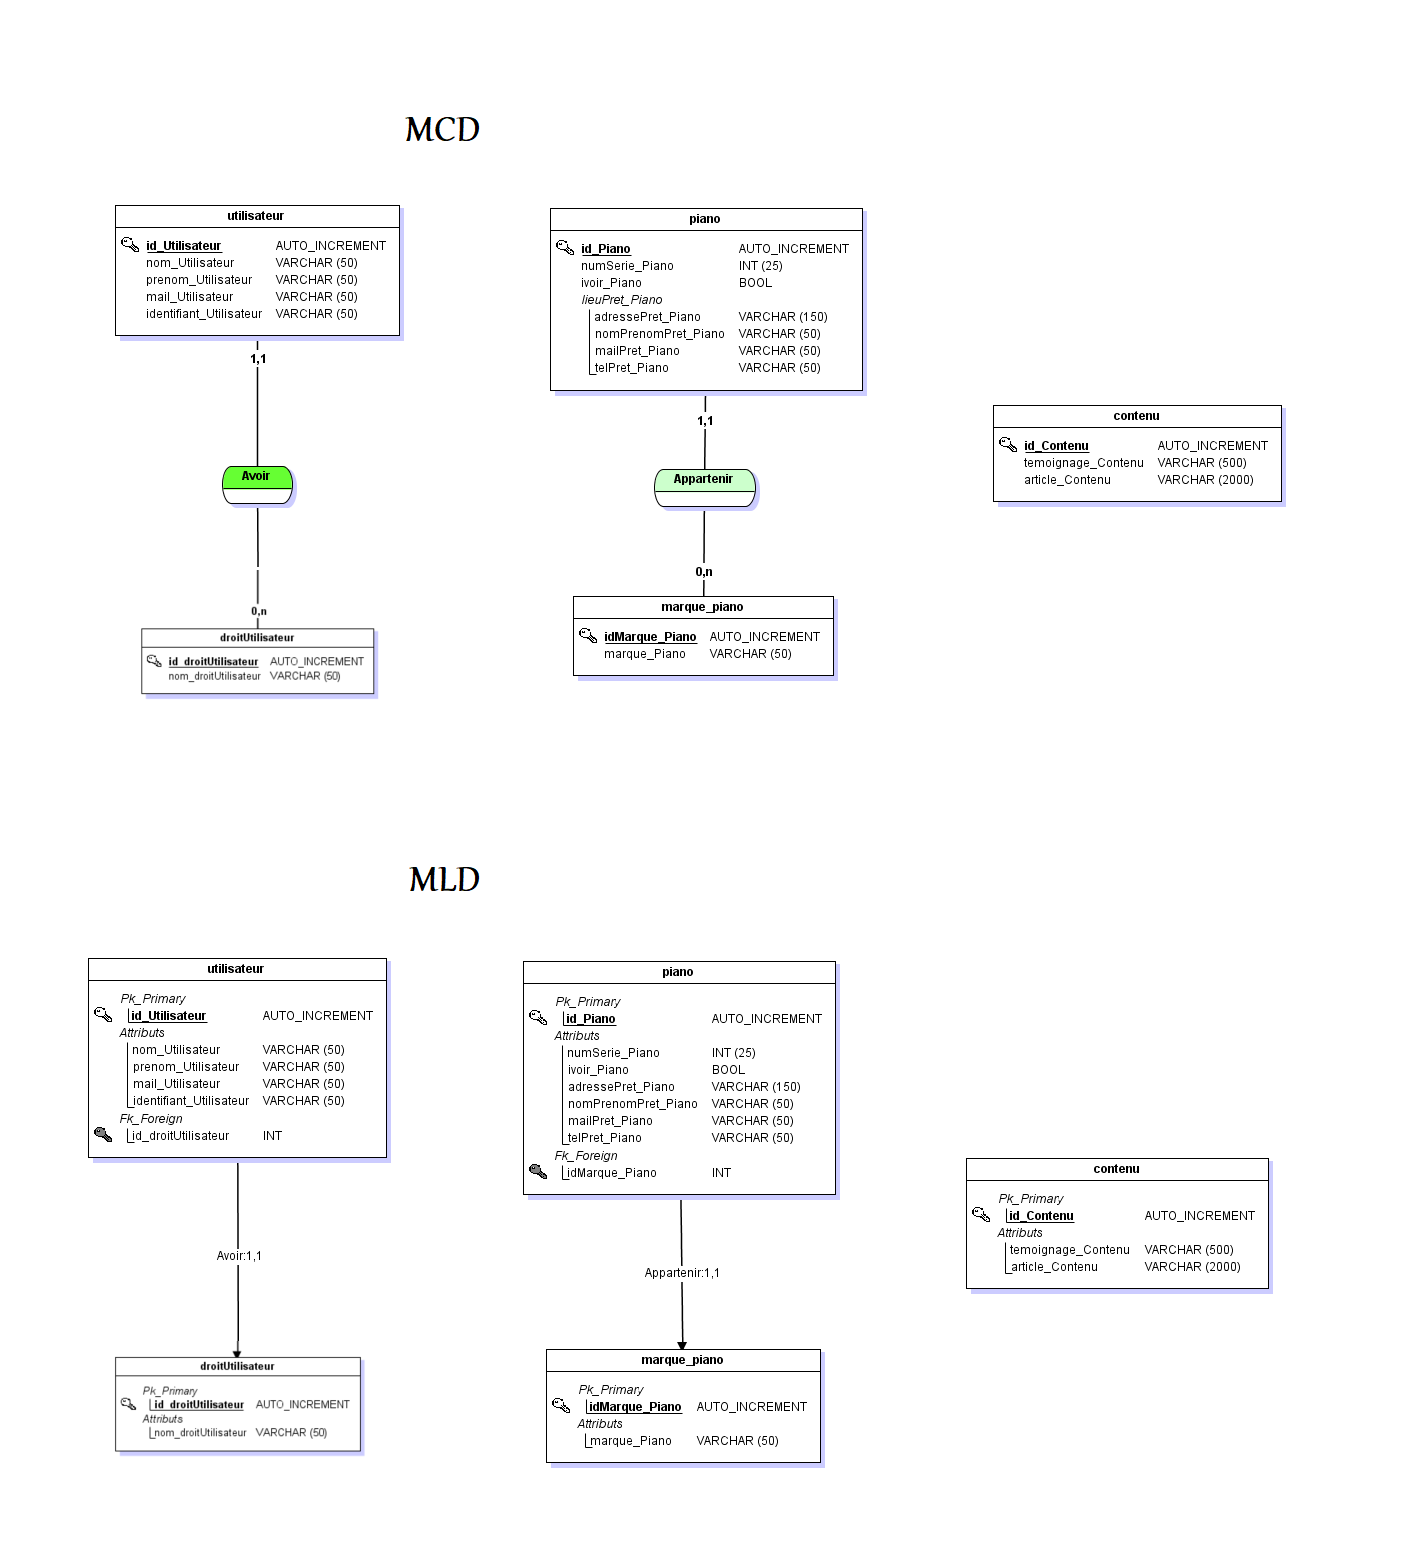 MCD
utilisateur
id_Utilisateur AUTO_INCREMENT
nom_Utilisateur VARCHAR (50)
prenom_Utilisateur VARCHAR (50)
mail_Utilisateur VARCHAR (50)
identifiant_Utilisateur VARCHAR (50)
1,1
Avoir
0,n
droitUtilisateur
id_droitUtilisateur AUTO_INCREMENT
nom_droitUtilisateur VARCHAR (50)
piano
id_Piano AUTO_INCREMENT
numSerie_Piano INT (25)
ivoir_Piano BOOL
lieuPret_Piano
adressePret_Piano VARCHAR (150)
nomPrenomPret_Piano VARCHAR (50)
mailPret_Piano VARCHAR (50)
telPret_Piano VARCHAR (50)
1,1
Appartenir
0,n
marque_piano
idMarque_Piano AUTO_INCREMENT
marque_Piano VARCHAR (50)
contenu
id_Contenu AUTO_INCREMENT
temoignage_Contenu VARCHAR (500)
article_Contenu VARCHAR (2000)
MLD
utilisateur
Pk_Primary
id_Utilisateur AUTO_INCREMENT
Attributs
nom_Utilisateur VARCHAR (50)
prenom_Utilisateur VARCHAR (50)
mail_Utilisateur VARCHAR (50)
identifiant_Utilisateur VARCHAR (50)
Fk_Foreign
id_droitUtilisateur INT
Avoir:1,1
droitUtilisateur
Pk_Primary
id_droitUtilisateur AUTO_INCREMENT
Attributs
nom_droitUtilisateur VARCHAR (50)
piano
Pk_Primary
id_Piano AUTO_INCREMENT
Attributs
numSerie_Piano INT (25)
ivoir_Piano BOOL
adressePret_Piano VARCHAR (150)
nomPrenomPret_Piano VARCHAR (50)
mailPret_Piano VARCHAR (50)
telPret_Piano VARCHAR (50)
Fk_Foreign
idMarque_Piano INT
Appartenir:1,1
marque_piano
Pk_Primary
idMarque_Piano AUTO_INCREMENT
Attributs
marque_Piano VARCHAR (50)
contenu
Pk_Primary
id_Contenu AUTO_INCREMENT
Attributs
temoignage_Contenu VARCHAR (500)
article_Contenu VARCHAR (2000)